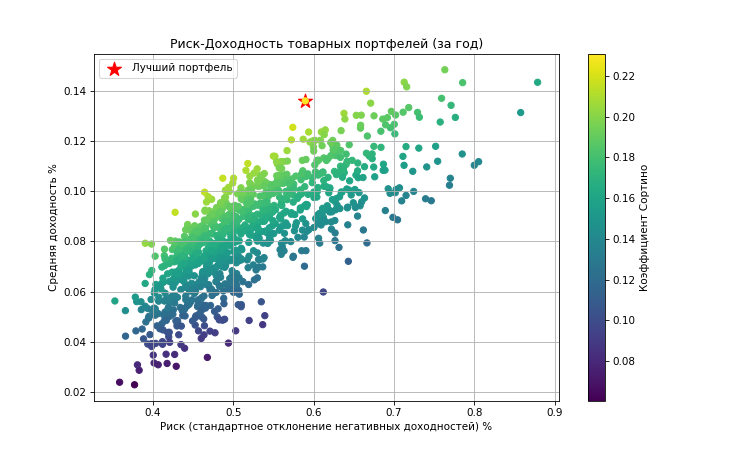 Риск-Доходность товарных портфелей (за год)
Лучший портфель
Средняя доходность %
0.14
0.12
0.10
0.08
0.06
0.04
0.02
0.4 0.5 0.6 0.7 0.8 0.9
Риск (стандартное отклонение негативных доходностей) %
0.22
0.20
0.18
0.16
0.14
0.12
0.10
0.08
Коэффициент Сортино